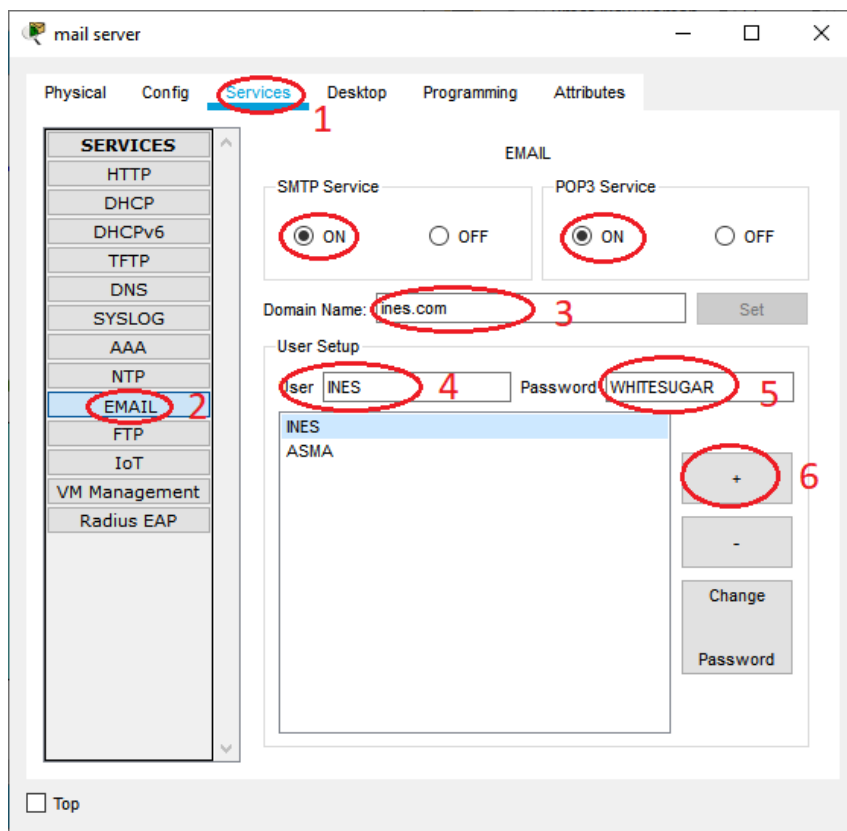 mail server
Physical Config Services Desktop Programming Attributes
1
SERVICES
HTTP
DHCP
DHCPv6
TFTP
DNS
SYSLOG
AAA
NTP
EMAIL 2
FTP
IoT
VM Management
Radius EAP
EMAIL
SMTP Service
ON OFF
POP3 Service
ON OFF
Domain Name: ines.com 3 Set
User Setup
User INES 4 Password WHITESUGAR 5
INES
ASMA
+ 6
-
Change
Password
Top